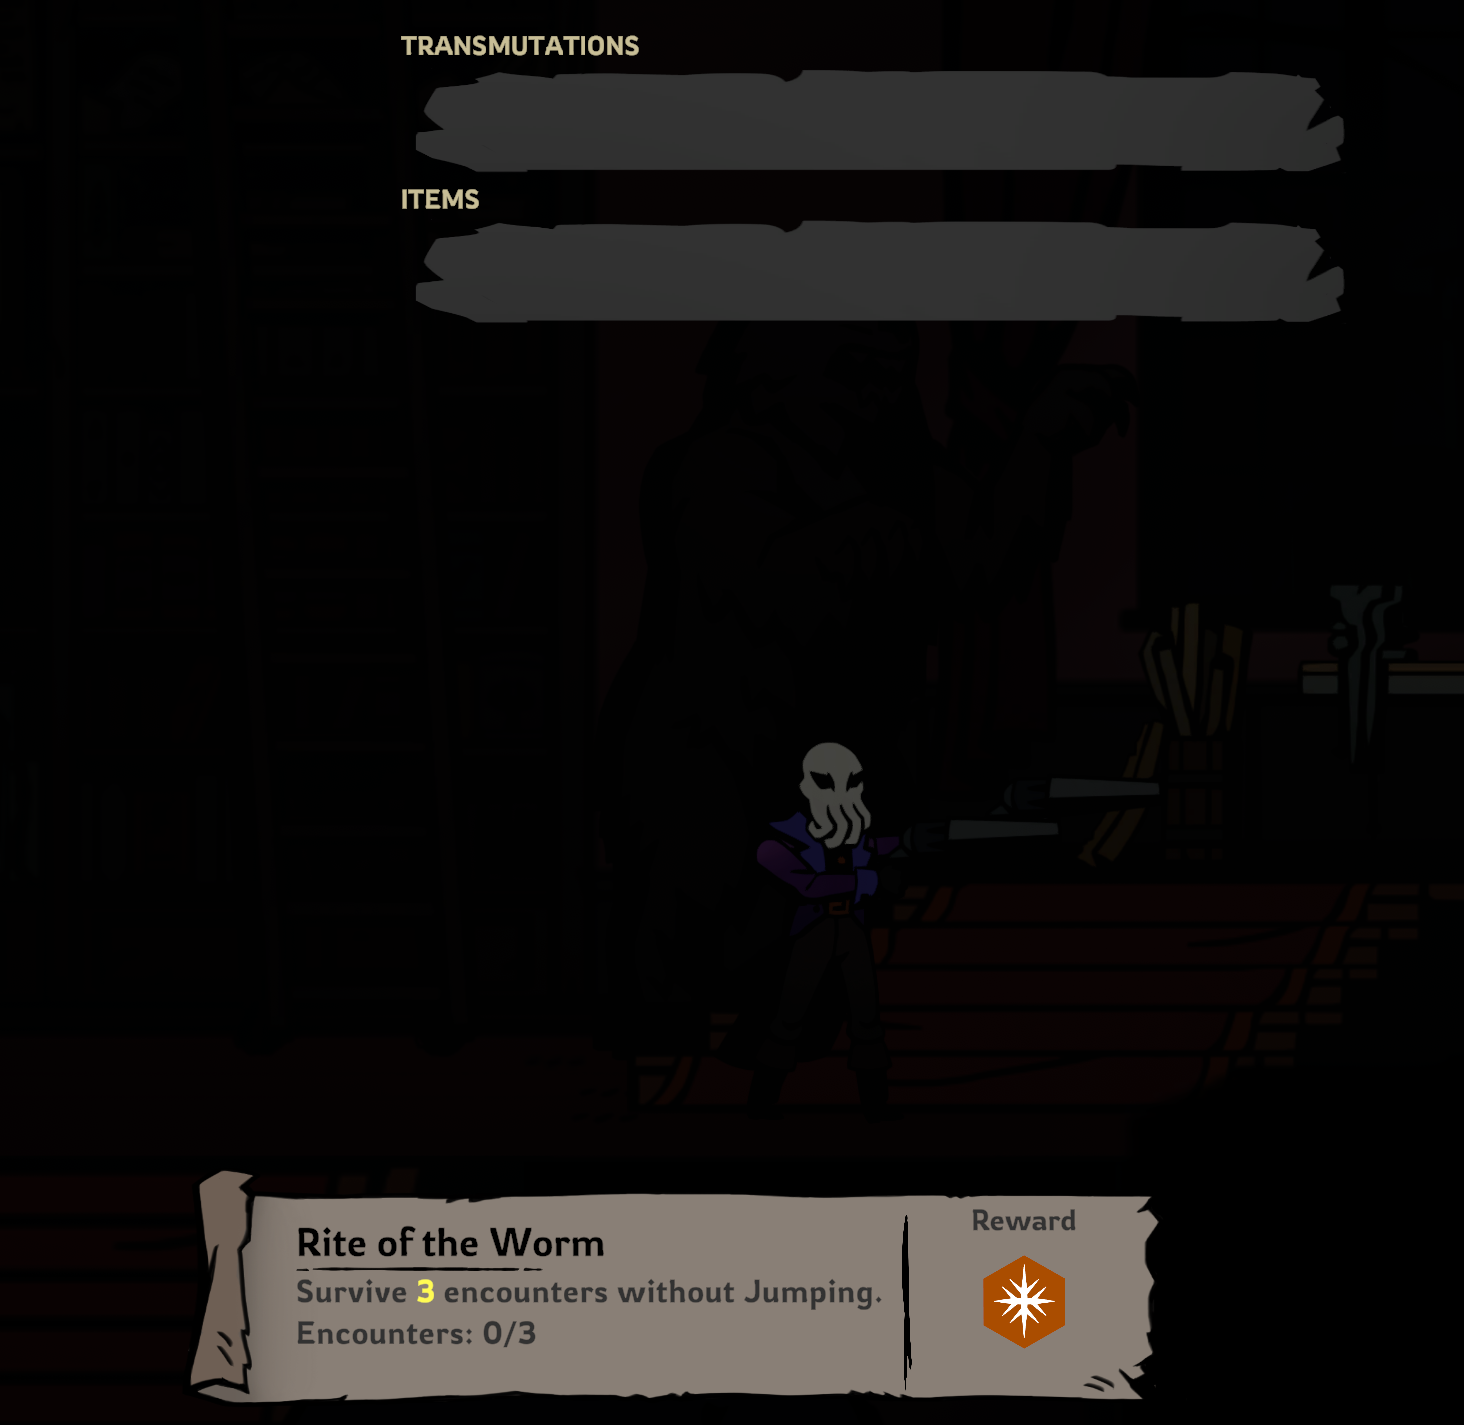 TRANSMUTATIONS
ITEMS
Rite of the Worm
Survive 3 encounters without Jumping.
Encounters: 0/3
Reward